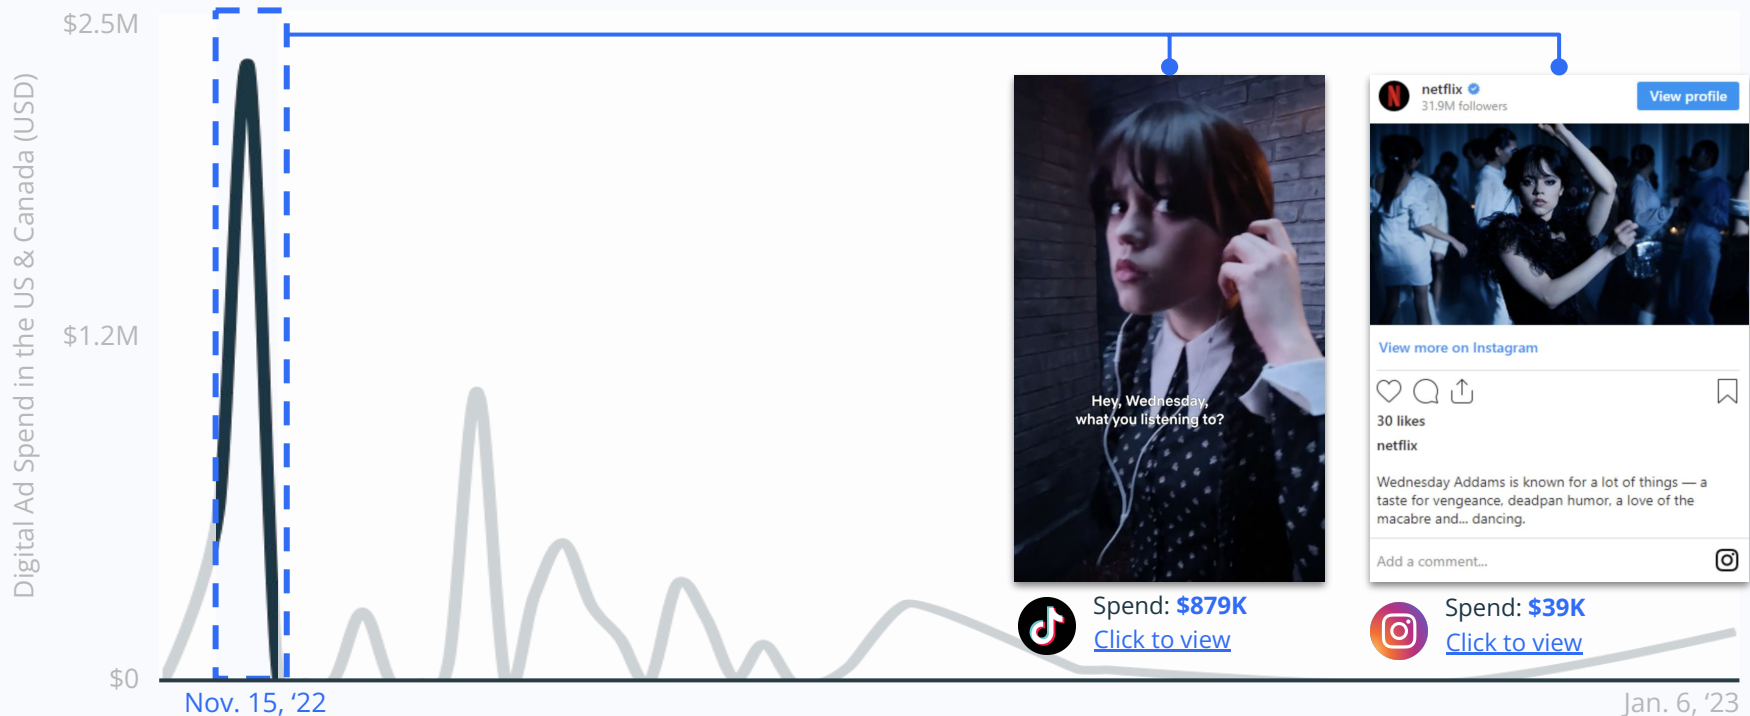 $2.5M
$1.2M
$0
Digital Ad Spend in the US & Canada (USD)
Nov. 15, ‘22
Jan. 6, ‘23
Hey, Wednesday,
what you listening to?
Spend: $879K
Click to view
N
netflix
31.9M followers
View profile
View more on Instagram
30 likes
netflix
Wednesday Addams is known for a lot of things — a
taste for vengeance, deadpan humor, a love of the
macabre and... dancing.
Add a comment...
Spend: $39K
Click to view